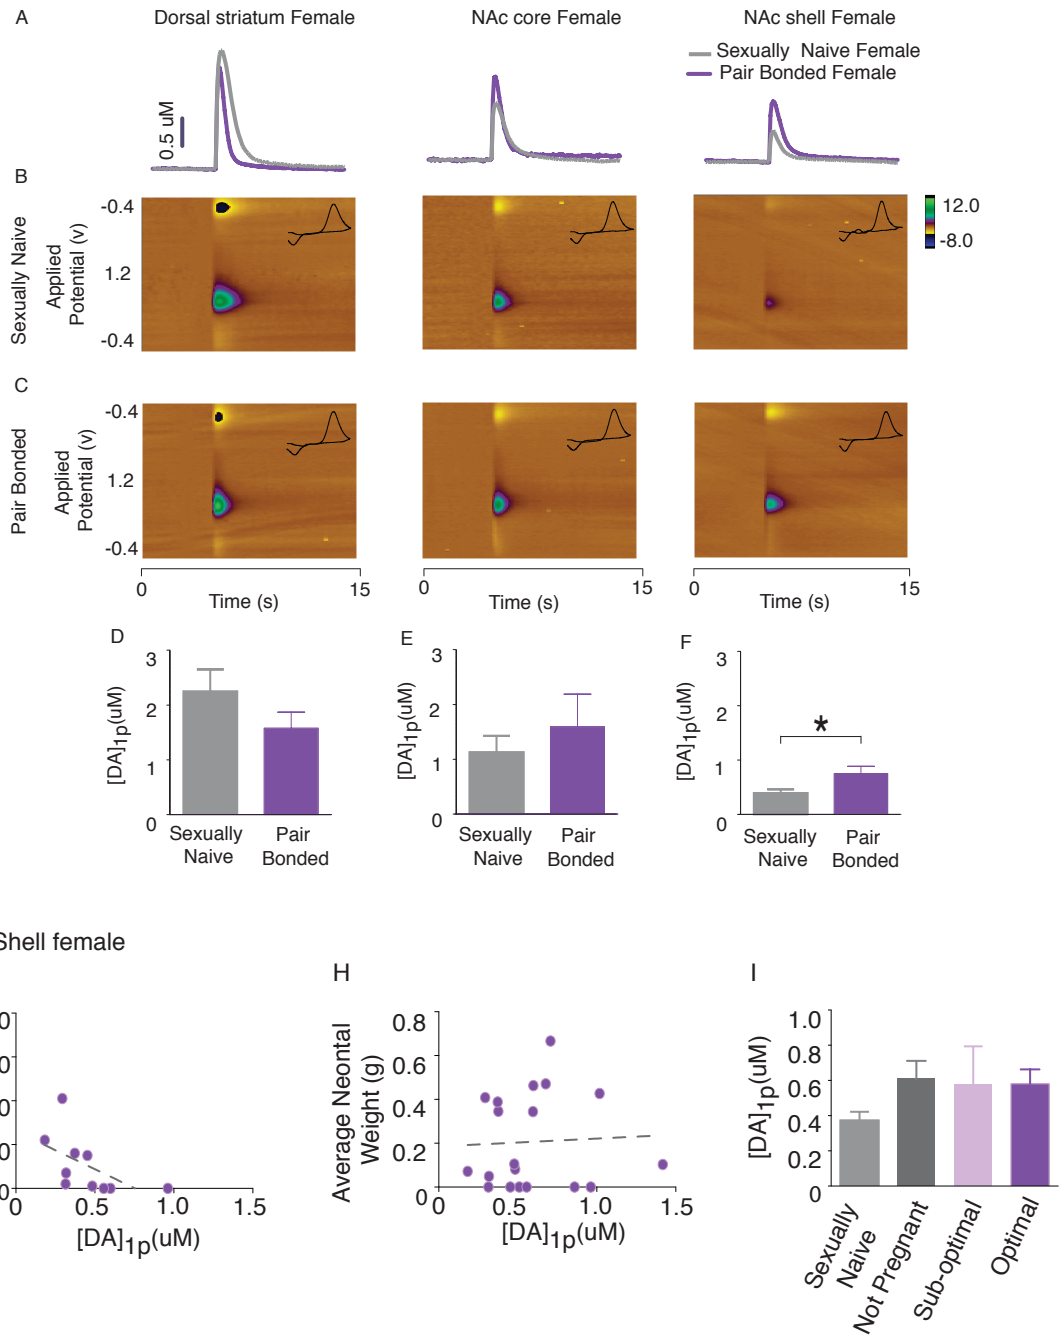 A
Dorsal striatum Female
NAc core Female
NAc shell Female
Sexually Naive Female
Pair Bonded Female
0.5 uM
B
Sexually Naive
Applied
Potential (v)
-0.4
1.2
-0.4
12.0
-8.0
C
Pair Bonded
Applied
Potential (v)
-0.4
1.2
-0.4
0
15
Time (s)
0
15
Time (s)
0
15
Time (s)
D
[DA]1p(uM)
3
2
1
0
Sexually
Naive
Pair
Bonded
E
[DA]1p(uM)
3
2
1
0
Sexually
Naive
Pair
Bonded
F
[DA]1p(uM)
3
2
1
0
*
Sexually
Naive
Pair
Bonded
Shell female
0
0
0
0
0
0.5
1.0
1.5
[DA]1p(uM)
H
Average Neontal
Weight (g)
0.8
0.6
0.4
0.2
0
0.5
1.0
1.5
[DA]1p(uM)
I
[DA]1p(uM)
1.0
0.8
0.6
0.4
0.2
0
Sexually
Naive
Not Pregnant
Sub-optimal
Optimal